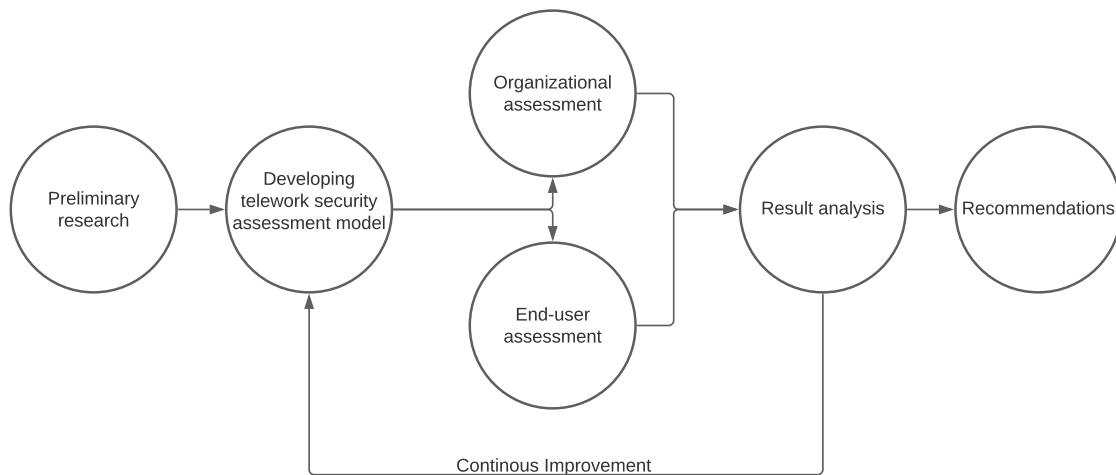 Preliminary
research
Developing
telework security
assessment model
Organizational
assessment
End-user
assessment
Result analysis
Recommendations
Continous Improvement